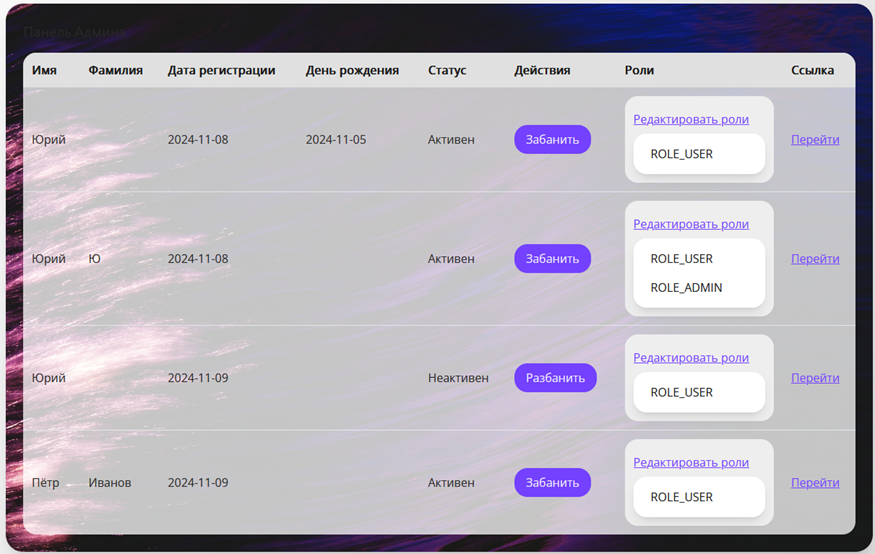 Панель Админа
Имя Фамилия Дата регистрации День рождения Статус Действия Роли Ссылка
Редактировать роли
Юрий 2024-11-08 2024-11-05 Активен Забанить Перейти
ROLE_USER
Редактировать роли
Юрий Ю 2024-11-08 Активен Забанить ROLE_USER Перейти
ROLE_ADMIN
Редактировать роли
Юрий 2024-11-09 Неактивен Разбанить Перейти
ROLE_USER
Редактировать роли
Пётр Иванов 2024-11-09 Активен Забанить Перейти
ROLE_USER